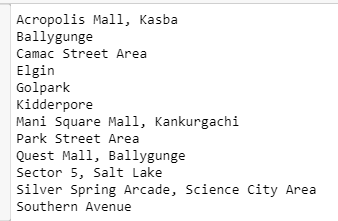 Acropolis Mall, Kasba
Ballygunge
Camac Street Area
Elgin
Golpark
Kidderpore
Mani Square Mall, Kankurgachi
Park Street Area
Quest Mall, Ballygunge
Sector 5, Salt Lake
Silver Spring Arcade, Science City Area
Southern Avenue